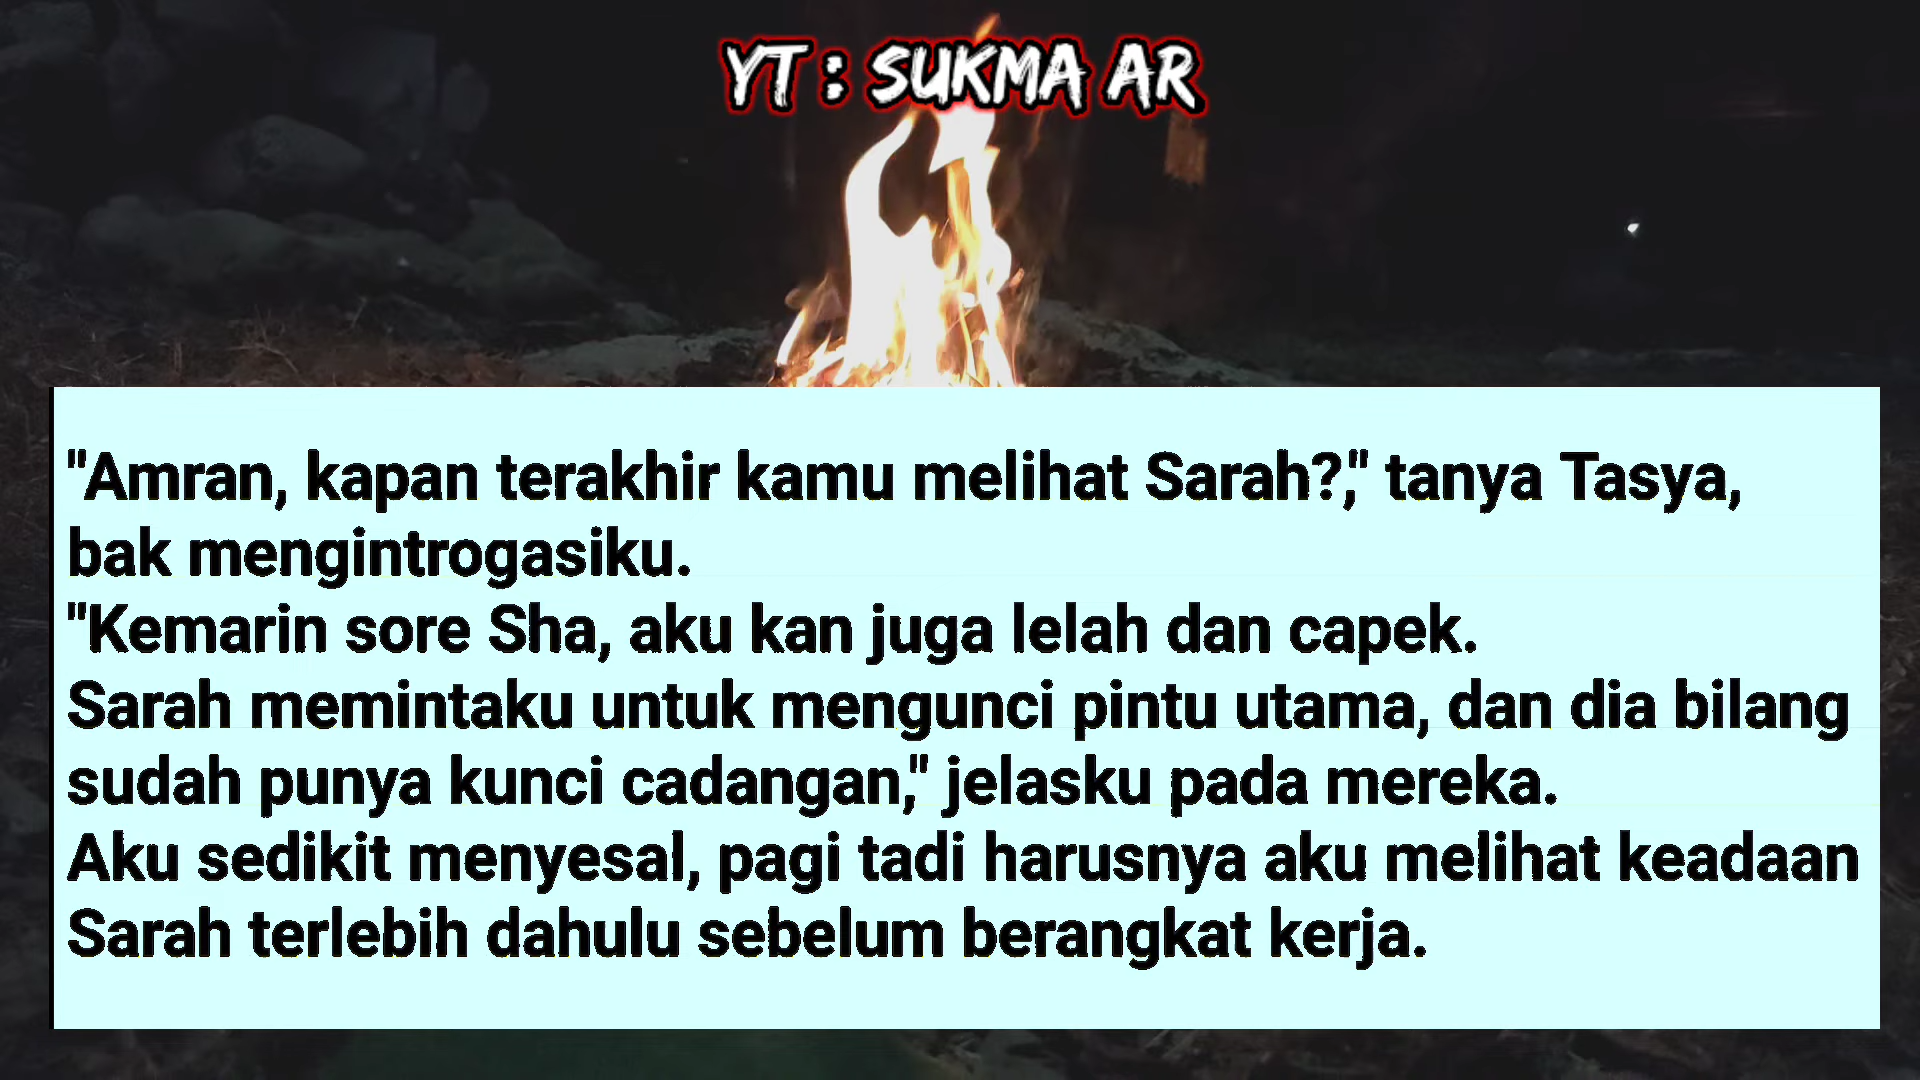 YT : SUKMA AR
"Amran, kapan terakhir kamu melihat Sarah?," tanya Tasya,
bak mengintrogasiku.
"Kemarin sore Sha, aku kan juga lelah dan capek.
Sarah memintaku untuk mengunci pintu utama, dan dia bilang
sudah punya kunci cadangan," jelasku pada mereka.
Aku sedikit menyesal, pagi tadi harusnya aku melihat keadaan
Sarah terlebih dahulu sebelum berangkat kerja.